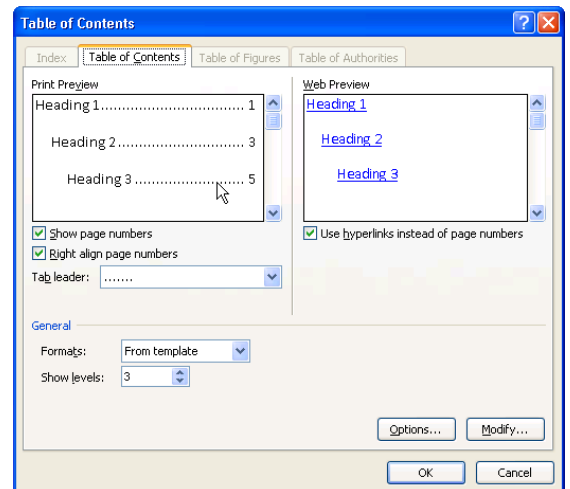 Table of Contents
Index Table of Contents Table of Figures Table of Authorities
Print Preview
Heading 1.................................. 1
Heading 2.............................. 3
Heading 3.......................... 5
Show page numbers
Right align page numbers
Tab leader: .......
Web Preview
Heading 1
Heading 2
Heading 3
Use hyperlinks instead of page numbers
General
Formats: From template
Show levels: 3
Options... Modify...
OK Cancel